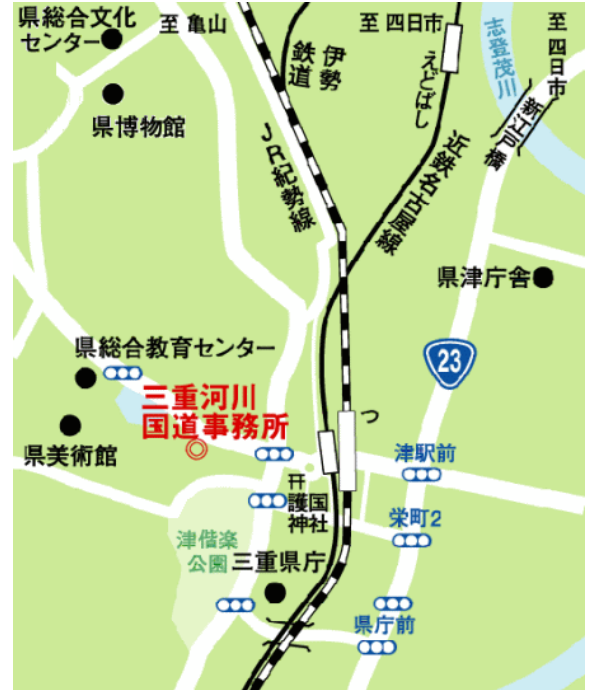 県総合文化
センター
至 亀山
伊勢
鉄道
至 四日市
えどばし
志登茂川
至 四日市
新江戸橋
県博物館
JR紀勢線
近鉄名古屋線
県津庁舎
23
県総合教育センター
三重河川
国道事務所
県美術館
つ
津駅前
護国
神社
栄町2
津偕楽
公園
三重県庁
県庁前